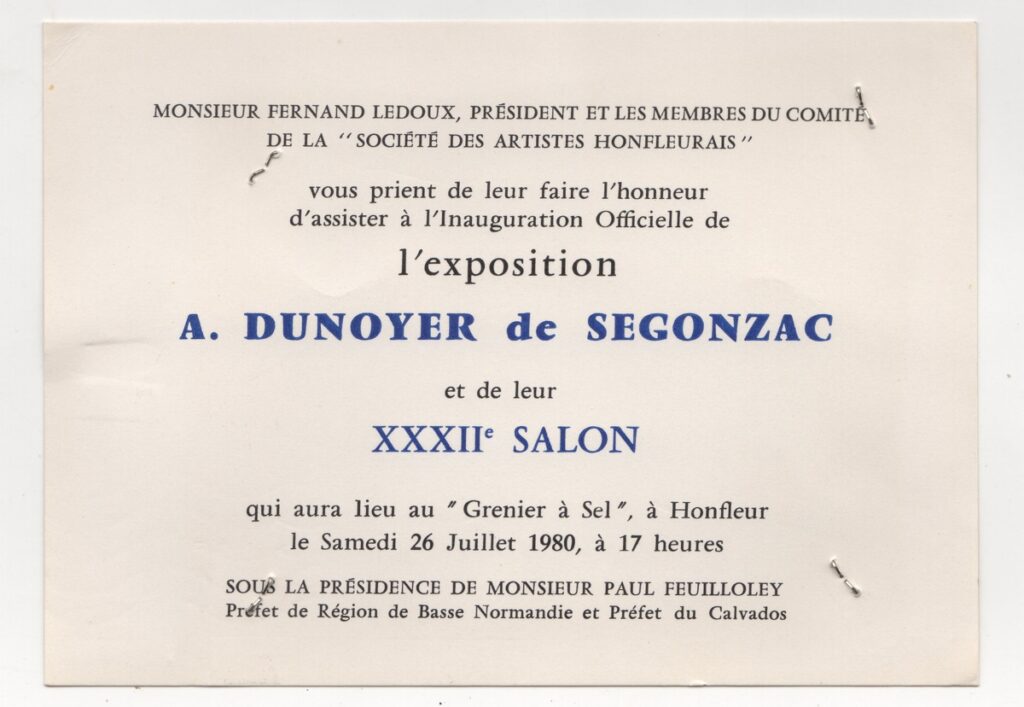 MONSIEUR FERNAND LEDOUX, PRÉSIDENT ET LES MEMBRES DU COMITÉ
DE LA ‘‘SOCIÉTÉ DES ARTISTES HONFLEURAIS’’
vous prient de leur faire l'honneur
d'assister à l'Inauguration Officielle de
l'exposition
A. DUNOYER de SEGONZAC
et de leur
XXXIIe SALON
qui aura lieu au "Grenier à Sel", à Honfleur
le Samedi 26 Juillet 1980, à 17 heures
SOUS LA PRÉSIDENCE DE MONSIEUR PAUL FEUILLOLEY
Préfet de Région de Basse Normandie et Préfet du Calvados